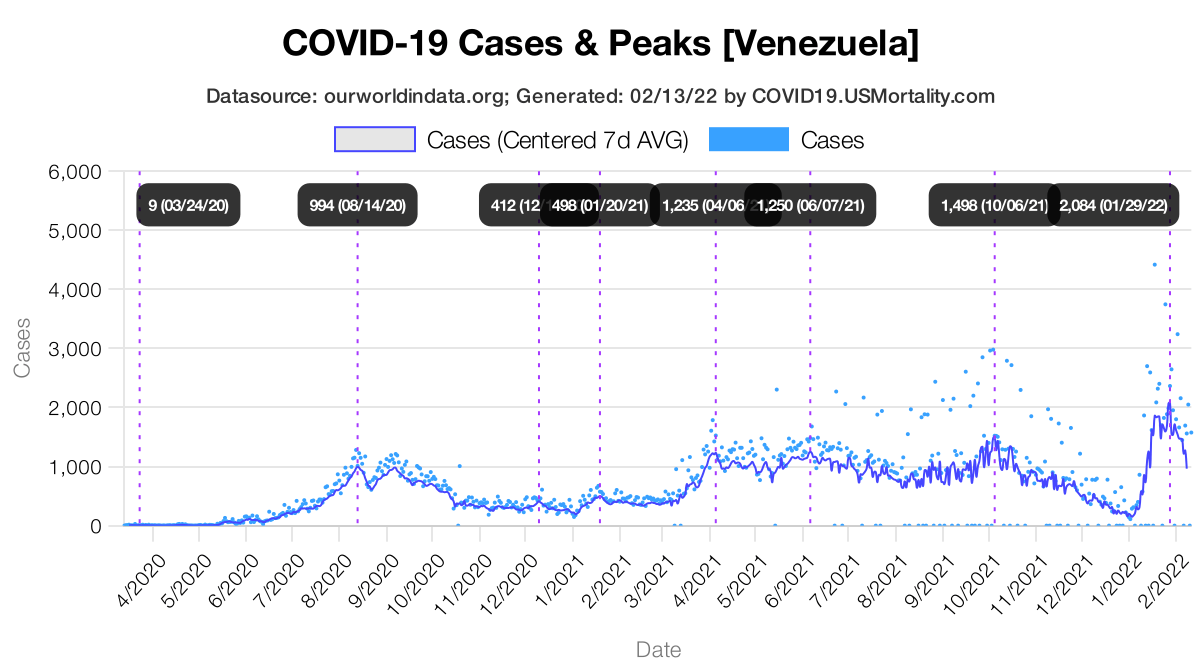 COVID-19 Cases & Peaks [Venezuela]
Datasource: ourworldindata.org; Generated: 02/13/22 by COVID19.USMortality.com
Cases (Centered 7d AVG) Cases
6,000
9 (03/24/20) 994 (08/14/20) 412 (12/ 498 (01/20/21) 1,235 (04/06/ 1,250 (06/07/21) 1,498 (10/06/21) 2,084 (01/29/22)
5,000
4,000
3,000
2,000
1,000
0
Cases
4/2020 5/2020 6/2020 7/2020 8/2020 9/2020 10/2020 11/2020 12/2020 1/2021 2/2021 3/2021 4/2021 5/2021 6/2021 7/2021 8/2021 9/2021 10/2021 11/2021 12/2021 1/2022 2/2022
Date